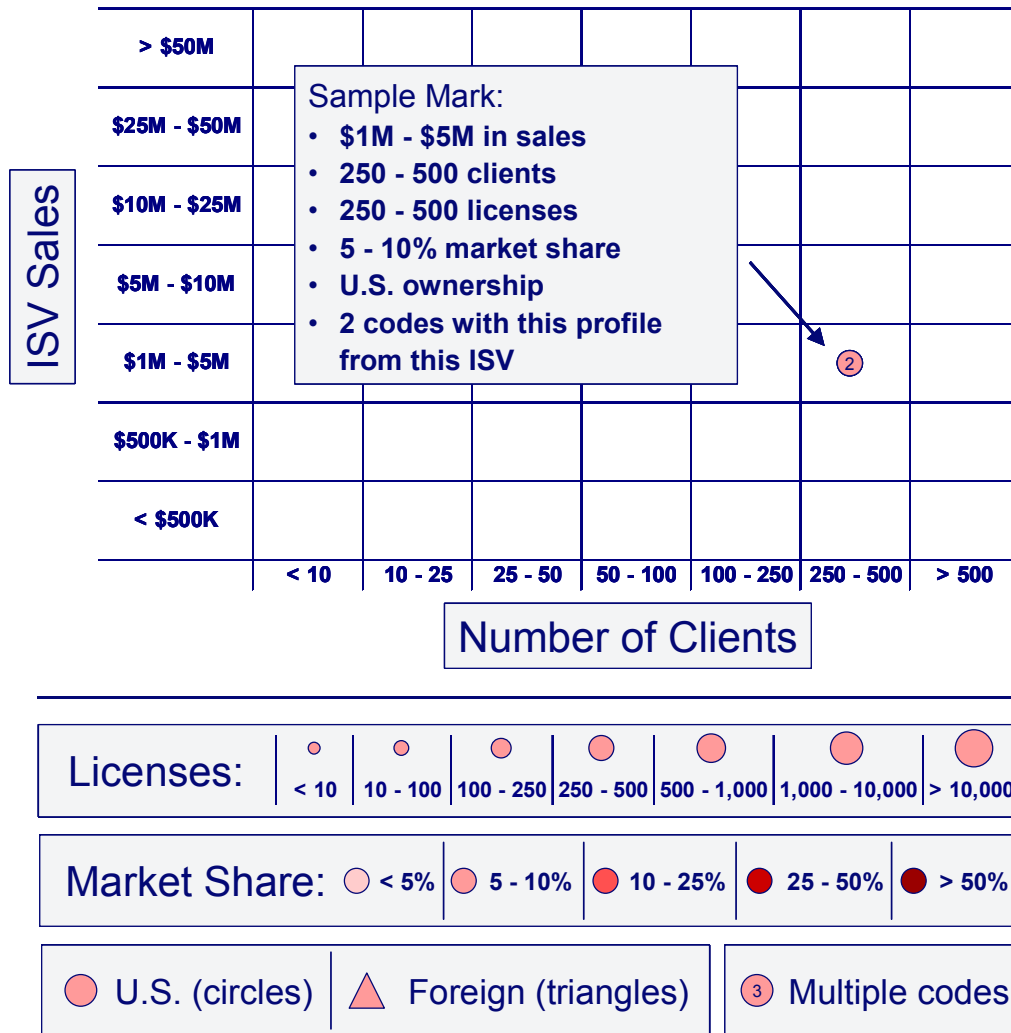 > $50M
Sample Mark:
• $1M - $5M in sales
• 250 - 500 clients
• 250 - 500 licenses
• 5 - 10% market share
• U.S. ownership
• 2 codes with this profile
from this ISV
$25M - $50M
$10M - $25M
$5M - $10M
$1M - $5M
$500K - $1M
< $500K
ISV Sales
2
< 10 10 - 25 25 - 50 50 - 100 100 - 250 250 - 500 > 500
Number of Clients
Licenses:
< 10 10 - 100 100 - 250 250 - 500 500 - 1,000 1,000 - 10,000 > 10,000
Market Share: < 5% 5 - 10% 10 - 25% 25 - 50% > 50%
U.S. (circles) Foreign (triangles) 3 Multiple codes